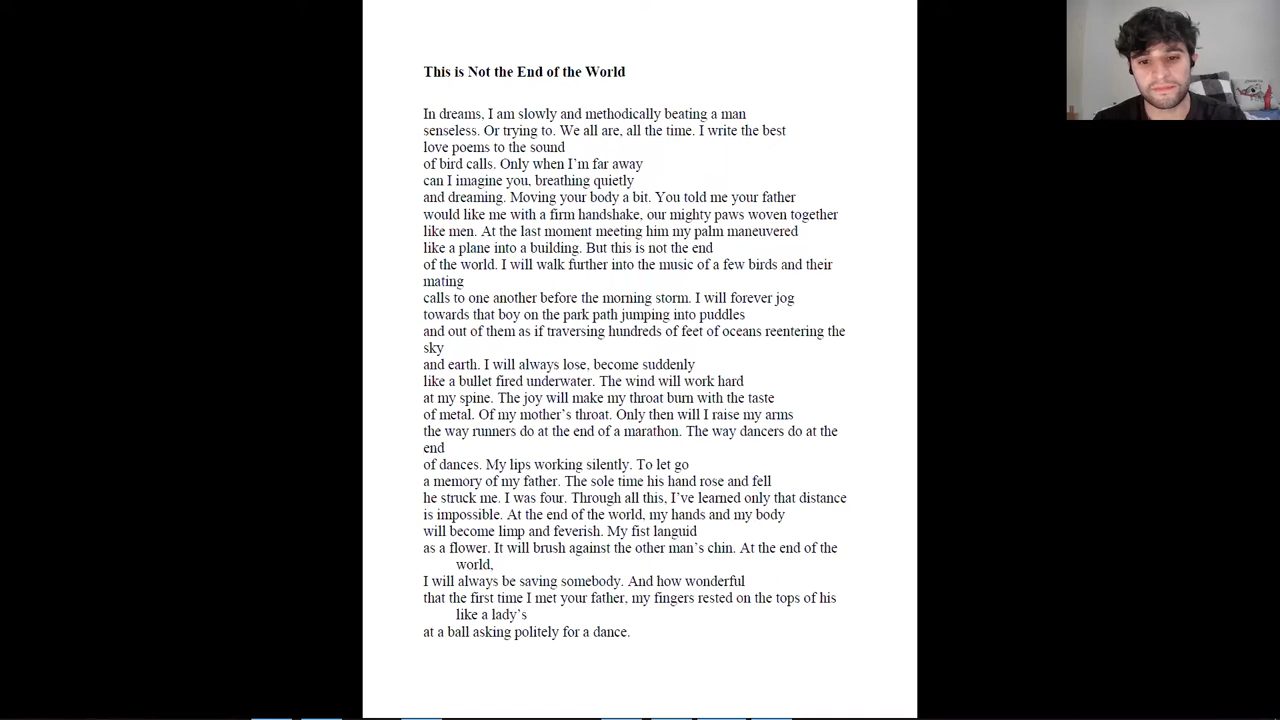 This is Not the End of the World
In dreams, I am slowly and methodically beating a man
senseless. Or trying to. We all are, all the time. I write the best
love poems to the sound
of bird calls. Only when I’m far away
can I imagine you, breathing quietly
and dreaming. Moving your body a bit. You told me your father
would like me with a firm handshake, our mighty paws woven together
like men. At the last moment meeting him my palm maneuvered
like a plane into a building. But this is not the end
of the world. I will walk further into the music of a few birds and their
mating
calls to one another before the morning storm. I will forever jog
towards that boy on the park path jumping into puddles
and out of them as if traversing hundreds of feet of oceans reentering the
sky
and earth. I will always lose, become suddenly
like a bullet fired underwater. The wind will work hard
at my spine. The joy will make my throat burn with the taste
of metal. Of my mother’s throat. Only then will I raise my arms
the way runners do at the end of a marathon. The way dancers do at the
end
of dances. My lips working silently. To let go
a memory of my father. The sole time his hand rose and fell
he struck me. I was four. Through all this, I’ve learned only that distance
is impossible. At the end of the world, my hands and my body
will become limp and feverish. My fist languid
as a flower. It will brush against the other man’s chin. At the end of the
world,
I will always be saving somebody. And how wonderful
that the first time I met your father, my fingers rested on the tops of his
like a lady’s
at a ball asking politely for a dance.